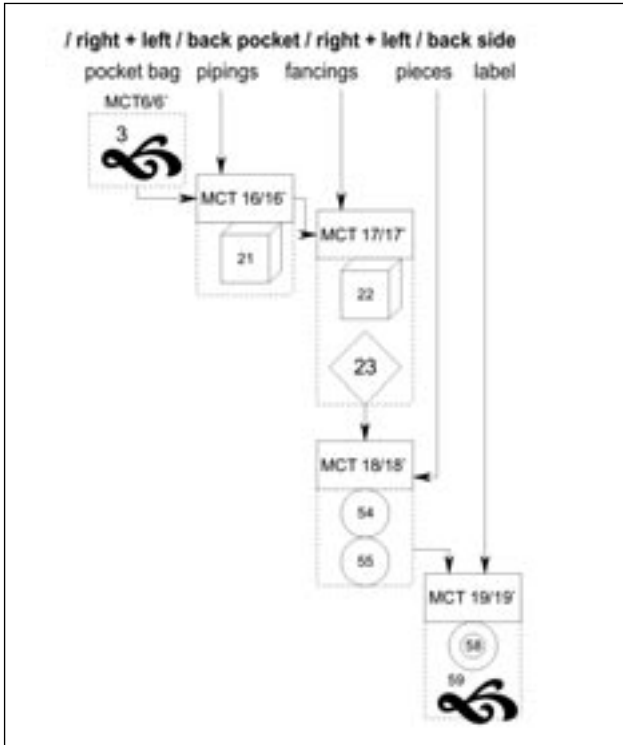 / right + left / back pocket / right + left / back side
pocket bag pipings fancings pieces label
MCT6/6'
3
MCT 16/16'
21
MCT 17/17'
22
23
MCT 18/18'
54
55
MCT 19/19'
58
59